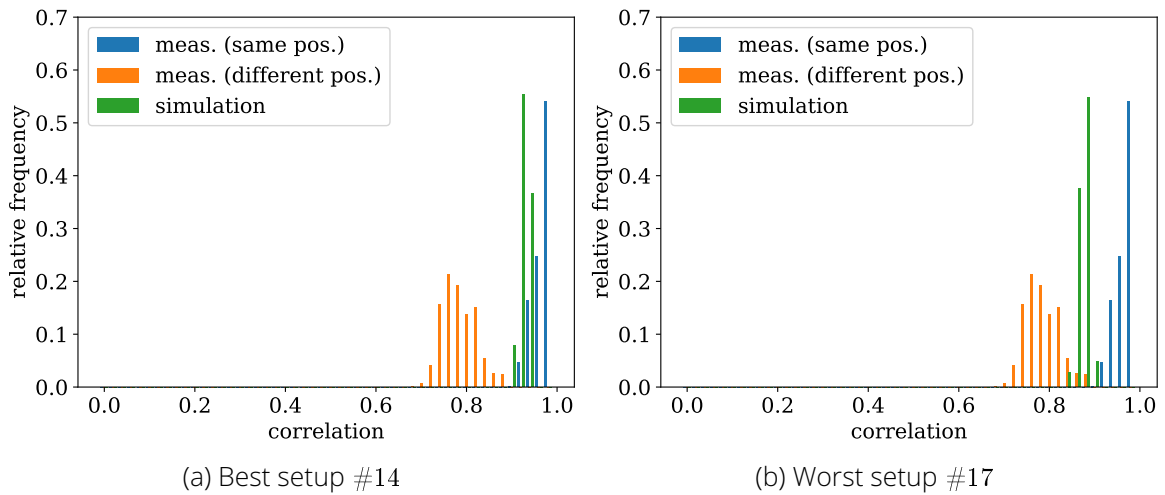 0.7
0.6
0.5
0.4
0.3
0.2
0.1
0.0
relative frequency
meas. (same pos.)
meas. (different pos.)
simulation
0.0 0.2 0.4 0.6 0.8 1.0
correlation
(a) Best setup #14
0.7
0.6
0.5
0.4
0.3
0.2
0.1
0.0
relative frequency
meas. (same pos.)
meas. (different pos.)
simulation
0.0 0.2 0.4 0.6 0.8 1.0
correlation
(b) Worst setup #17